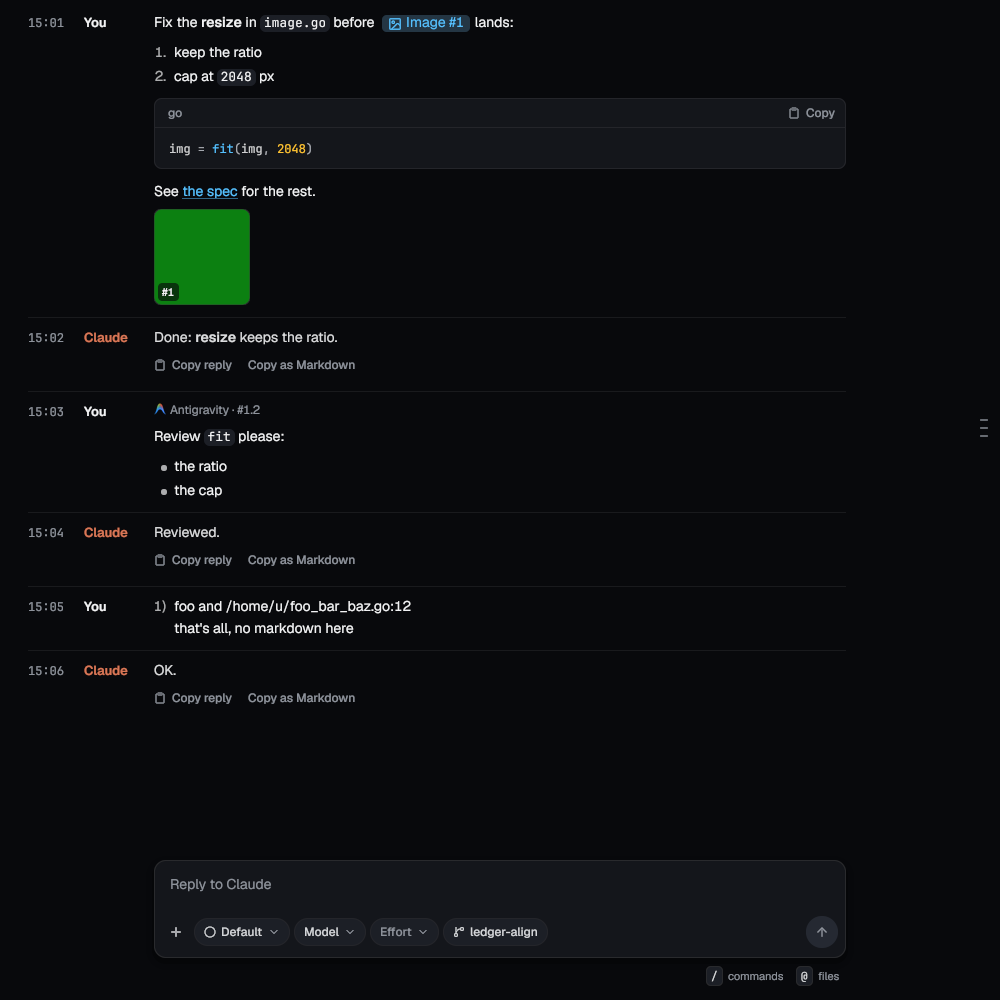 15:01 You Fix the resize in image.go before Image #1 lands:
1. keep the ratio
2. cap at 2048 px
go Copy
img = fit(img, 2048)
See the spec for the rest.
#1
15:02 Claude Done: resize keeps the ratio.
Copy reply Copy as Markdown
15:03 You Antigravity · #1.2
Review fit please:
• the ratio
• the cap
15:04 Claude Reviewed.
Copy reply Copy as Markdown
15:05 You 1) foo and /home/u/foo_bar_baz.go:12
that's all, no markdown here
15:06 Claude OK.
Copy reply Copy as Markdown
Reply to Claude
+ Default Model Effort ledger-align
/ commands @ files